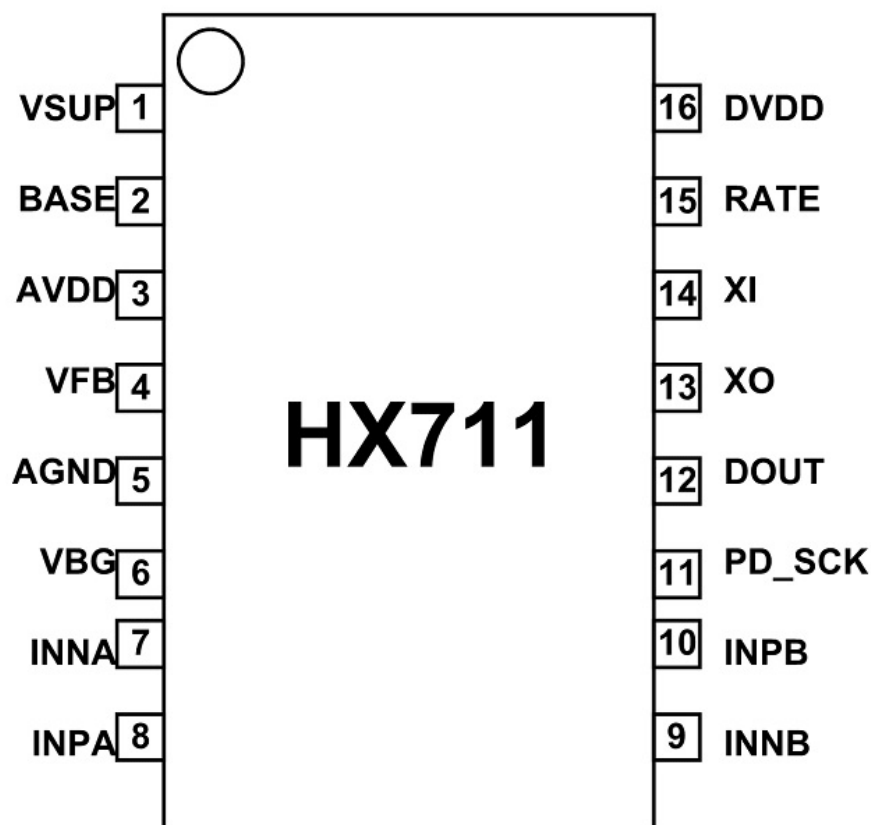 VSUP 1 16 DVDD
BASE 2 15 RATE
AVDD 3 14 XI
VFB 4 13 XO
HX711
AGND 5 12 DOUT
VBG 6 11 PD_SCK
INNA 7 10 INPB
INPA 8 9 INNB